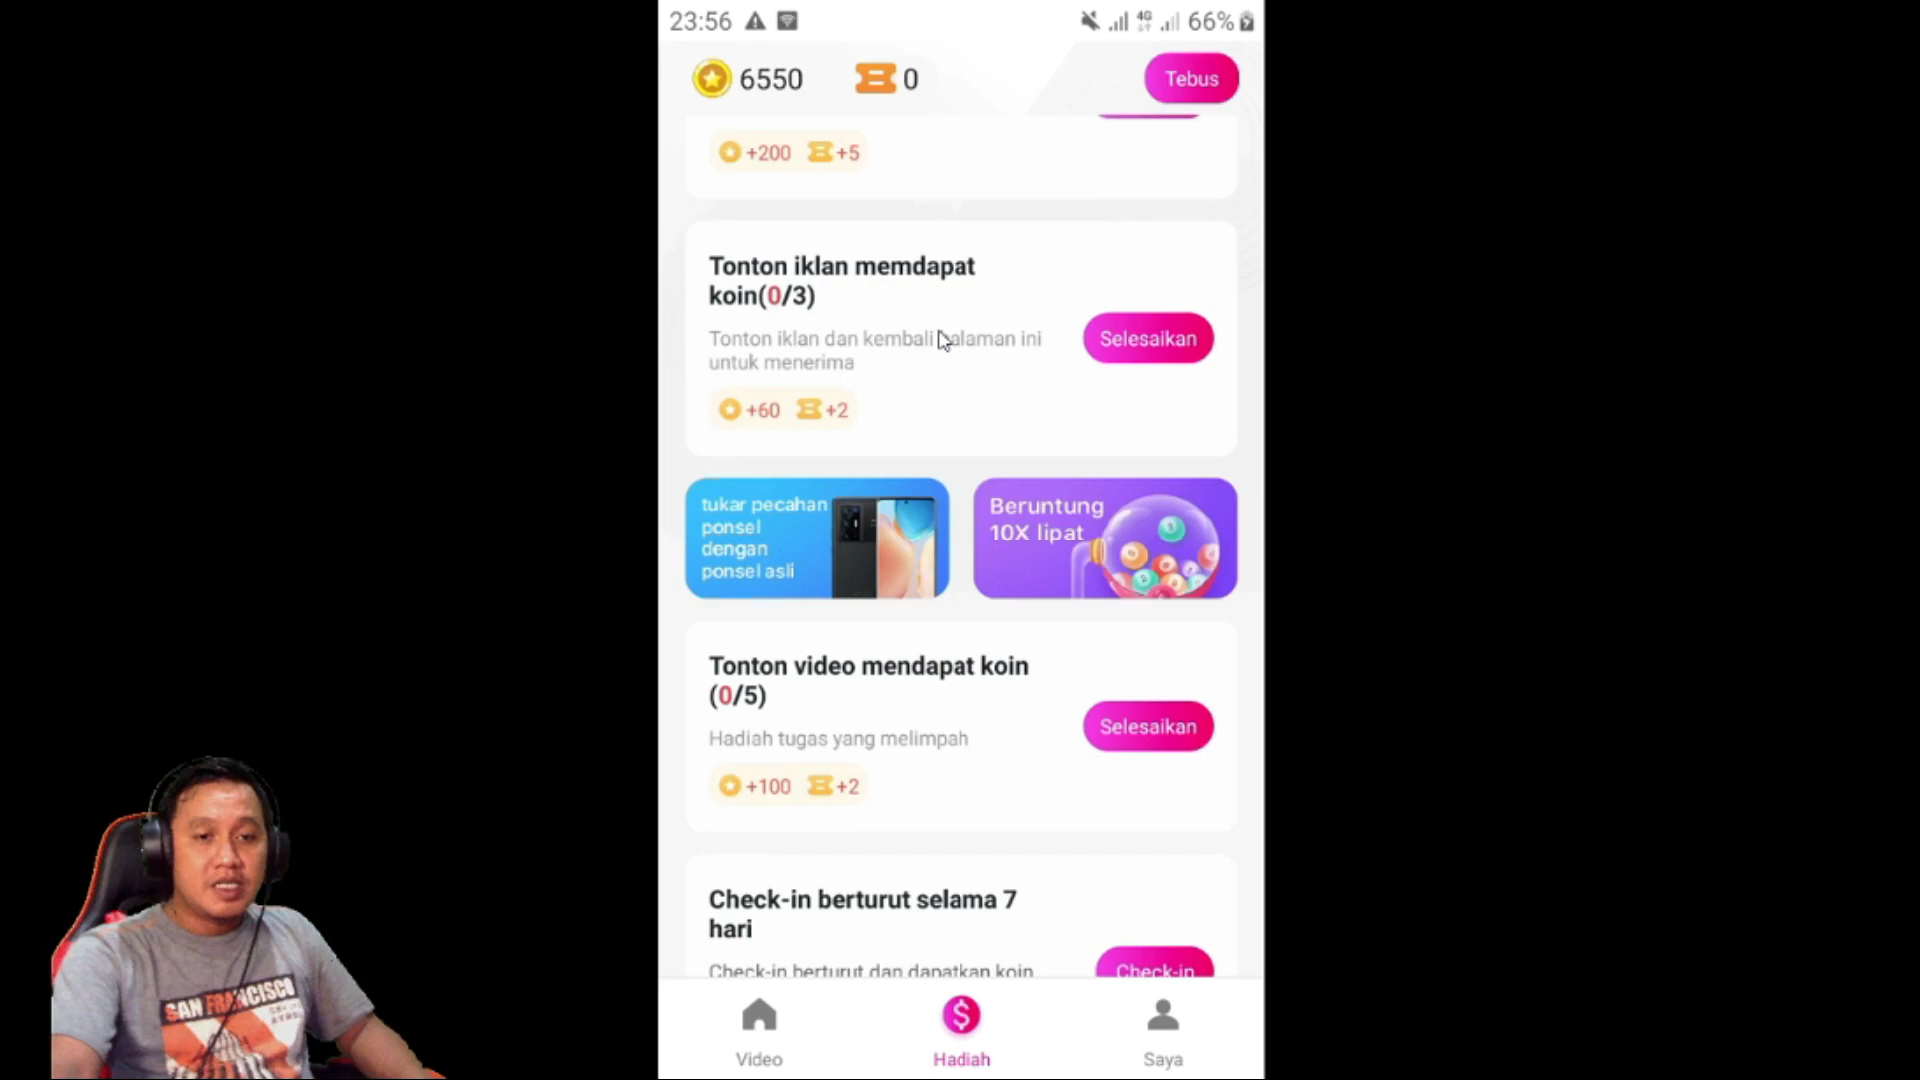 23:56
4G
66%
6550
0
Tebus
+200 +5
Tonton iklan memdapat
koin(0/3)
Tonton iklan dan kembali halaman ini
untuk menerima
Selesaikan
+60 +2
tukar pecahan
ponsel
dengan
ponsel asli
Beruntung
10X lipat
Tonton video mendapat koin
(0/5)
Hadiah tugas yang melimpah
Selesaikan
+100 +2
Check-in berturut selama 7
hari
Check-in berturut dan dapatkan koin
Check-in
SAN FRANCISCO
Video
Hadiah
Saya